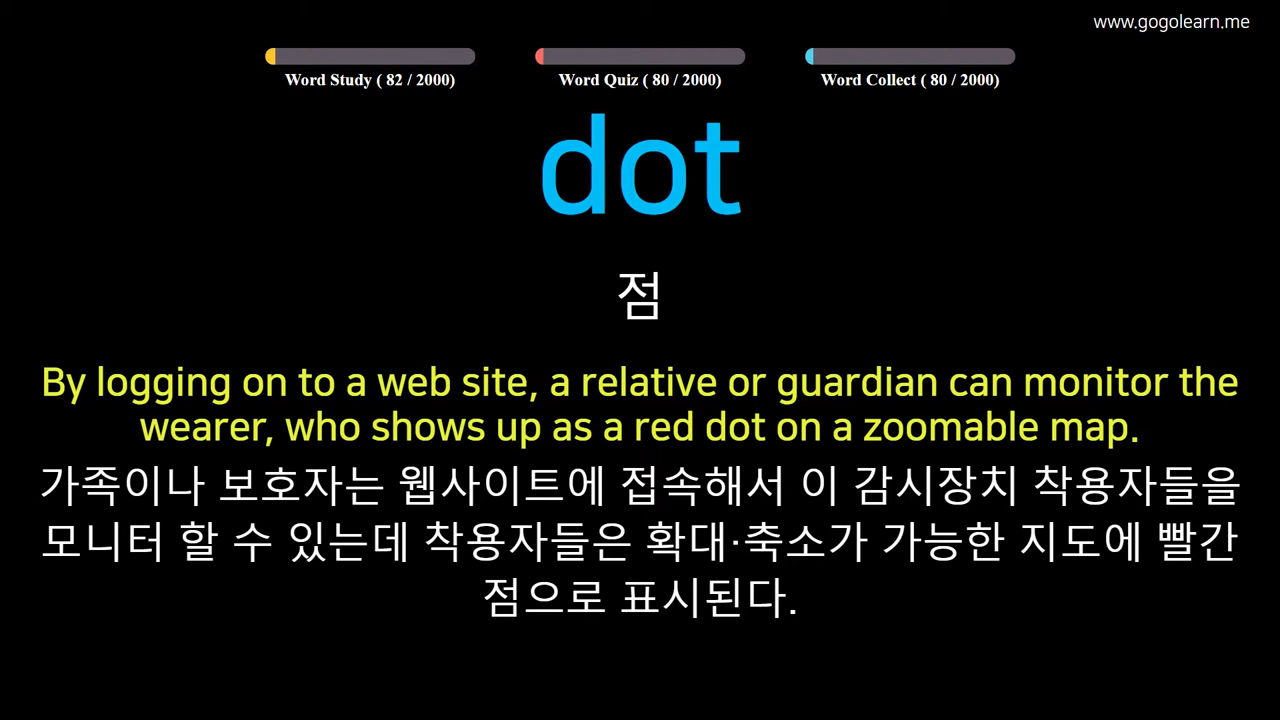 www.gogolearn.me
Word Study ( 82 / 2000)
Word Quiz ( 80 / 2000)
Word Collect ( 80 / 2000)
dot
점
By logging on to a web site, a relative or guardian can monitor the
wearer, who shows up as a red dot on a zoomable map.
가족이나 보호자는 웹사이트에 접속해서 이 감시장치 착용자들을
모니터 할 수 있는데 착용자들은 확대·축소가 가능한 지도에 빨간
점으로 표시된다.